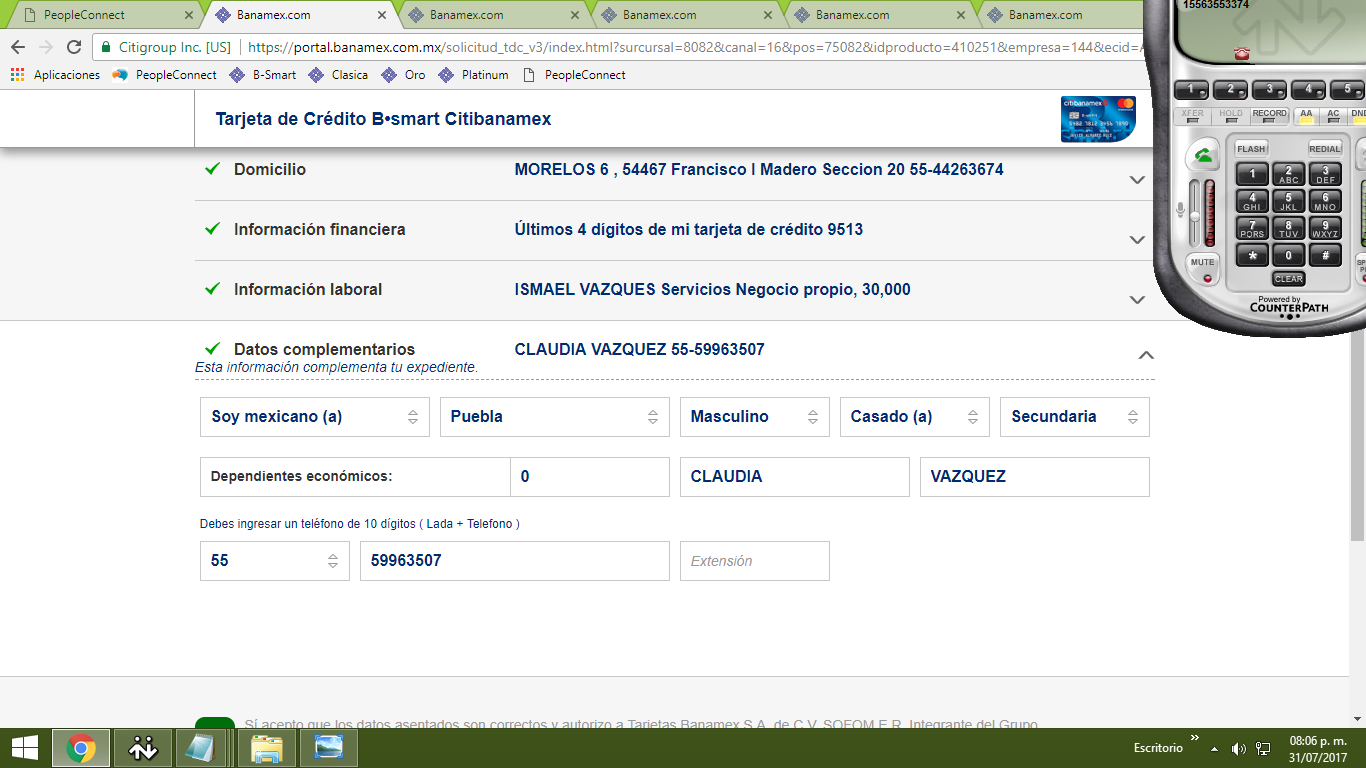 PeopleConnect
Banamex.com
Banamex.com
Banamex.com
Banamex.com
Banamex.com
Citigroup Inc. [US]
https://portal.banamex.com.mx/solicitud_tdc_v3/index.html?sursursal=8082&canal=16&pos=75082&idproducto=410251&empresa=144&ecid=
Aplicaciones
PeopleConnect
B-Smart
Clasica
Oro
Platinum
PeopleConnect
15563553374
1 2 3 4 5
XFER HOLD RECORD AA AC DND
FLASH REDIAL
1 2 ABC 3 DEF
4 GHI 5 JKL 6 MNO
7 PQRS 8 TUV 9 WXYZ
* 0 #
MUTE
CLEAR
Powered by
COUNTERPATH
Tarjeta de Crédito B•smart Citibanamex
citibanamex
Domicilio MORELOS 6 , 54467 Francisco I Madero Seccion 20 55-44263674
Información financiera Últimos 4 dígitos de mi tarjeta de crédito 9513
Información laboral ISMAEL VAZQUES Servicios Negocio propio, 30,000
Datos complementarios CLAUDIA VAZQUEZ 55-59963507
Esta información complementa tu expediente.
Soy mexicano (a) Puebla Masculino Casado (a) Secundaria
Dependientes económicos: 0 CLAUDIA VAZQUEZ
Debes ingresar un teléfono de 10 dígitos ( Lada + Telefono )
55 59963507 Extensión
Sí acepto que los datos asentados son correctos y autorizo a Tarjetas Banamex S.A. de C.V. SOFOM E.R. Integrante del Grupo
Escritorio
08:06 p. m.
31/07/2017